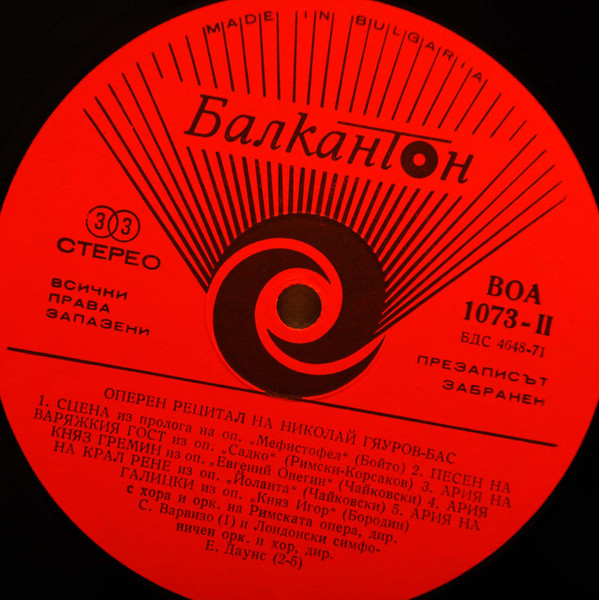 MADE IN BULGARIA
Балкантон
33
СТЕРЕО
ВСИЧКИ
ПРАВА
ЗАПАЗЕНИ
ВОА
1073-II
БДС 4648-71
ПРЕЗАПИСЪТ
ЗАБРАНЕН
ОПЕРЕН РЕЦИТАЛ НА НИКОЛАЙ ГЯУРОВ-БАС
1. СЦЕНА из пролога на оп. „Мефистофел" (Бойто) 2. ПЕСЕН НА
ВАРЯЖКИЯ ГОСТ из оп. „Садко" (Римски-Корсаков) 3. АРИЯ НА
КНЯЗ ГРЕМИН из оп. „Евгений Онегин" (Чайковски) 4. АРИЯ
НА КРАЛ РЕНЕ из оп. „Йоланта" (Чайковски) 5. АРИЯ НА
ГАЛИЦКИ из оп. „Княз Игор" (Бородин)
с хора и орк. на Римската опера, дир.
С. Варвизо (1) и Лондонски симфо-
ничен орк. и хор, дир.
Е. Даунс (2-5)